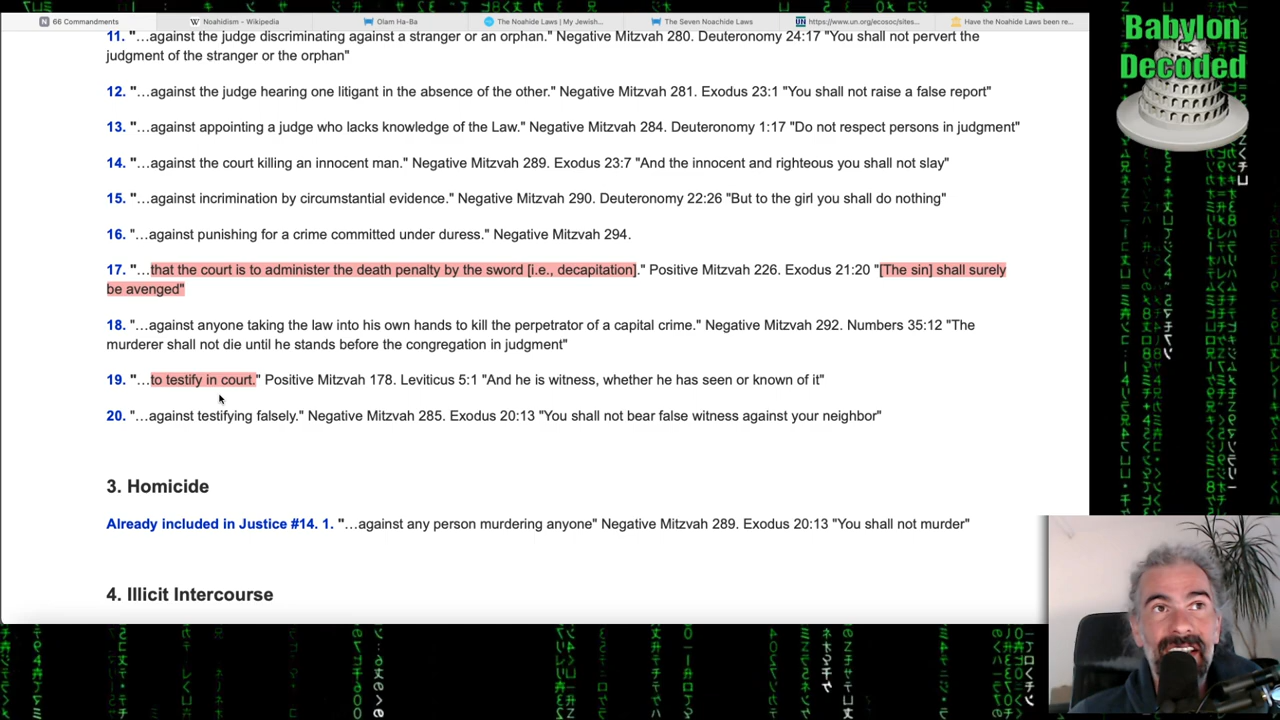 66 Commandments
Noahidism - Wikipedia
Olam Ha-Ba
The Noahide Laws | My Jewish...
The Seven Noachide Laws
https://www.un.org/ecosoc/sites...
Have the Noahide Laws been re...
Babylon
Decoded
11. "…against the judge discriminating against a stranger or an orphan." Negative Mitzvah 280. Deuteronomy 24:17 "You shall not pervert the
judgment of the stranger or the orphan"
12. "…against the judge hearing one litigant in the absence of the other." Negative Mitzvah 281. Exodus 23:1 "You shall not raise a false report"
13. "…against appointing a judge who lacks knowledge of the Law." Negative Mitzvah 284. Deuteronomy 1:17 "Do not respect persons in judgment"
14. "…against the court killing an innocent man." Negative Mitzvah 289. Exodus 23:7 "And the innocent and righteous you shall not slay"
15. "…against incrimination by circumstantial evidence." Negative Mitzvah 290. Deuteronomy 22:26 "But to the girl you shall do nothing"
16. "…against punishing for a crime committed under duress." Negative Mitzvah 294.
17. "…that the court is to administer the death penalty by the sword [i.e., decapitation]." Positive Mitzvah 226. Exodus 21:20 "[The sin] shall surely
be avenged"
18. "…against anyone taking the law into his own hands to kill the perpetrator of a capital crime." Negative Mitzvah 292. Numbers 35:12 "The
murderer shall not die until he stands before the congregation in judgment"
19. "…to testify in court." Positive Mitzvah 178. Leviticus 5:1 "And he is witness, whether he has seen or known of it"
20. "…against testifying falsely." Negative Mitzvah 285. Exodus 20:13 "You shall not bear false witness against your neighbor"
3. Homicide
Already included in Justice #14. 1. "…against any person murdering anyone" Negative Mitzvah 289. Exodus 20:13 "You shall not murder"
4. Illicit Intercourse